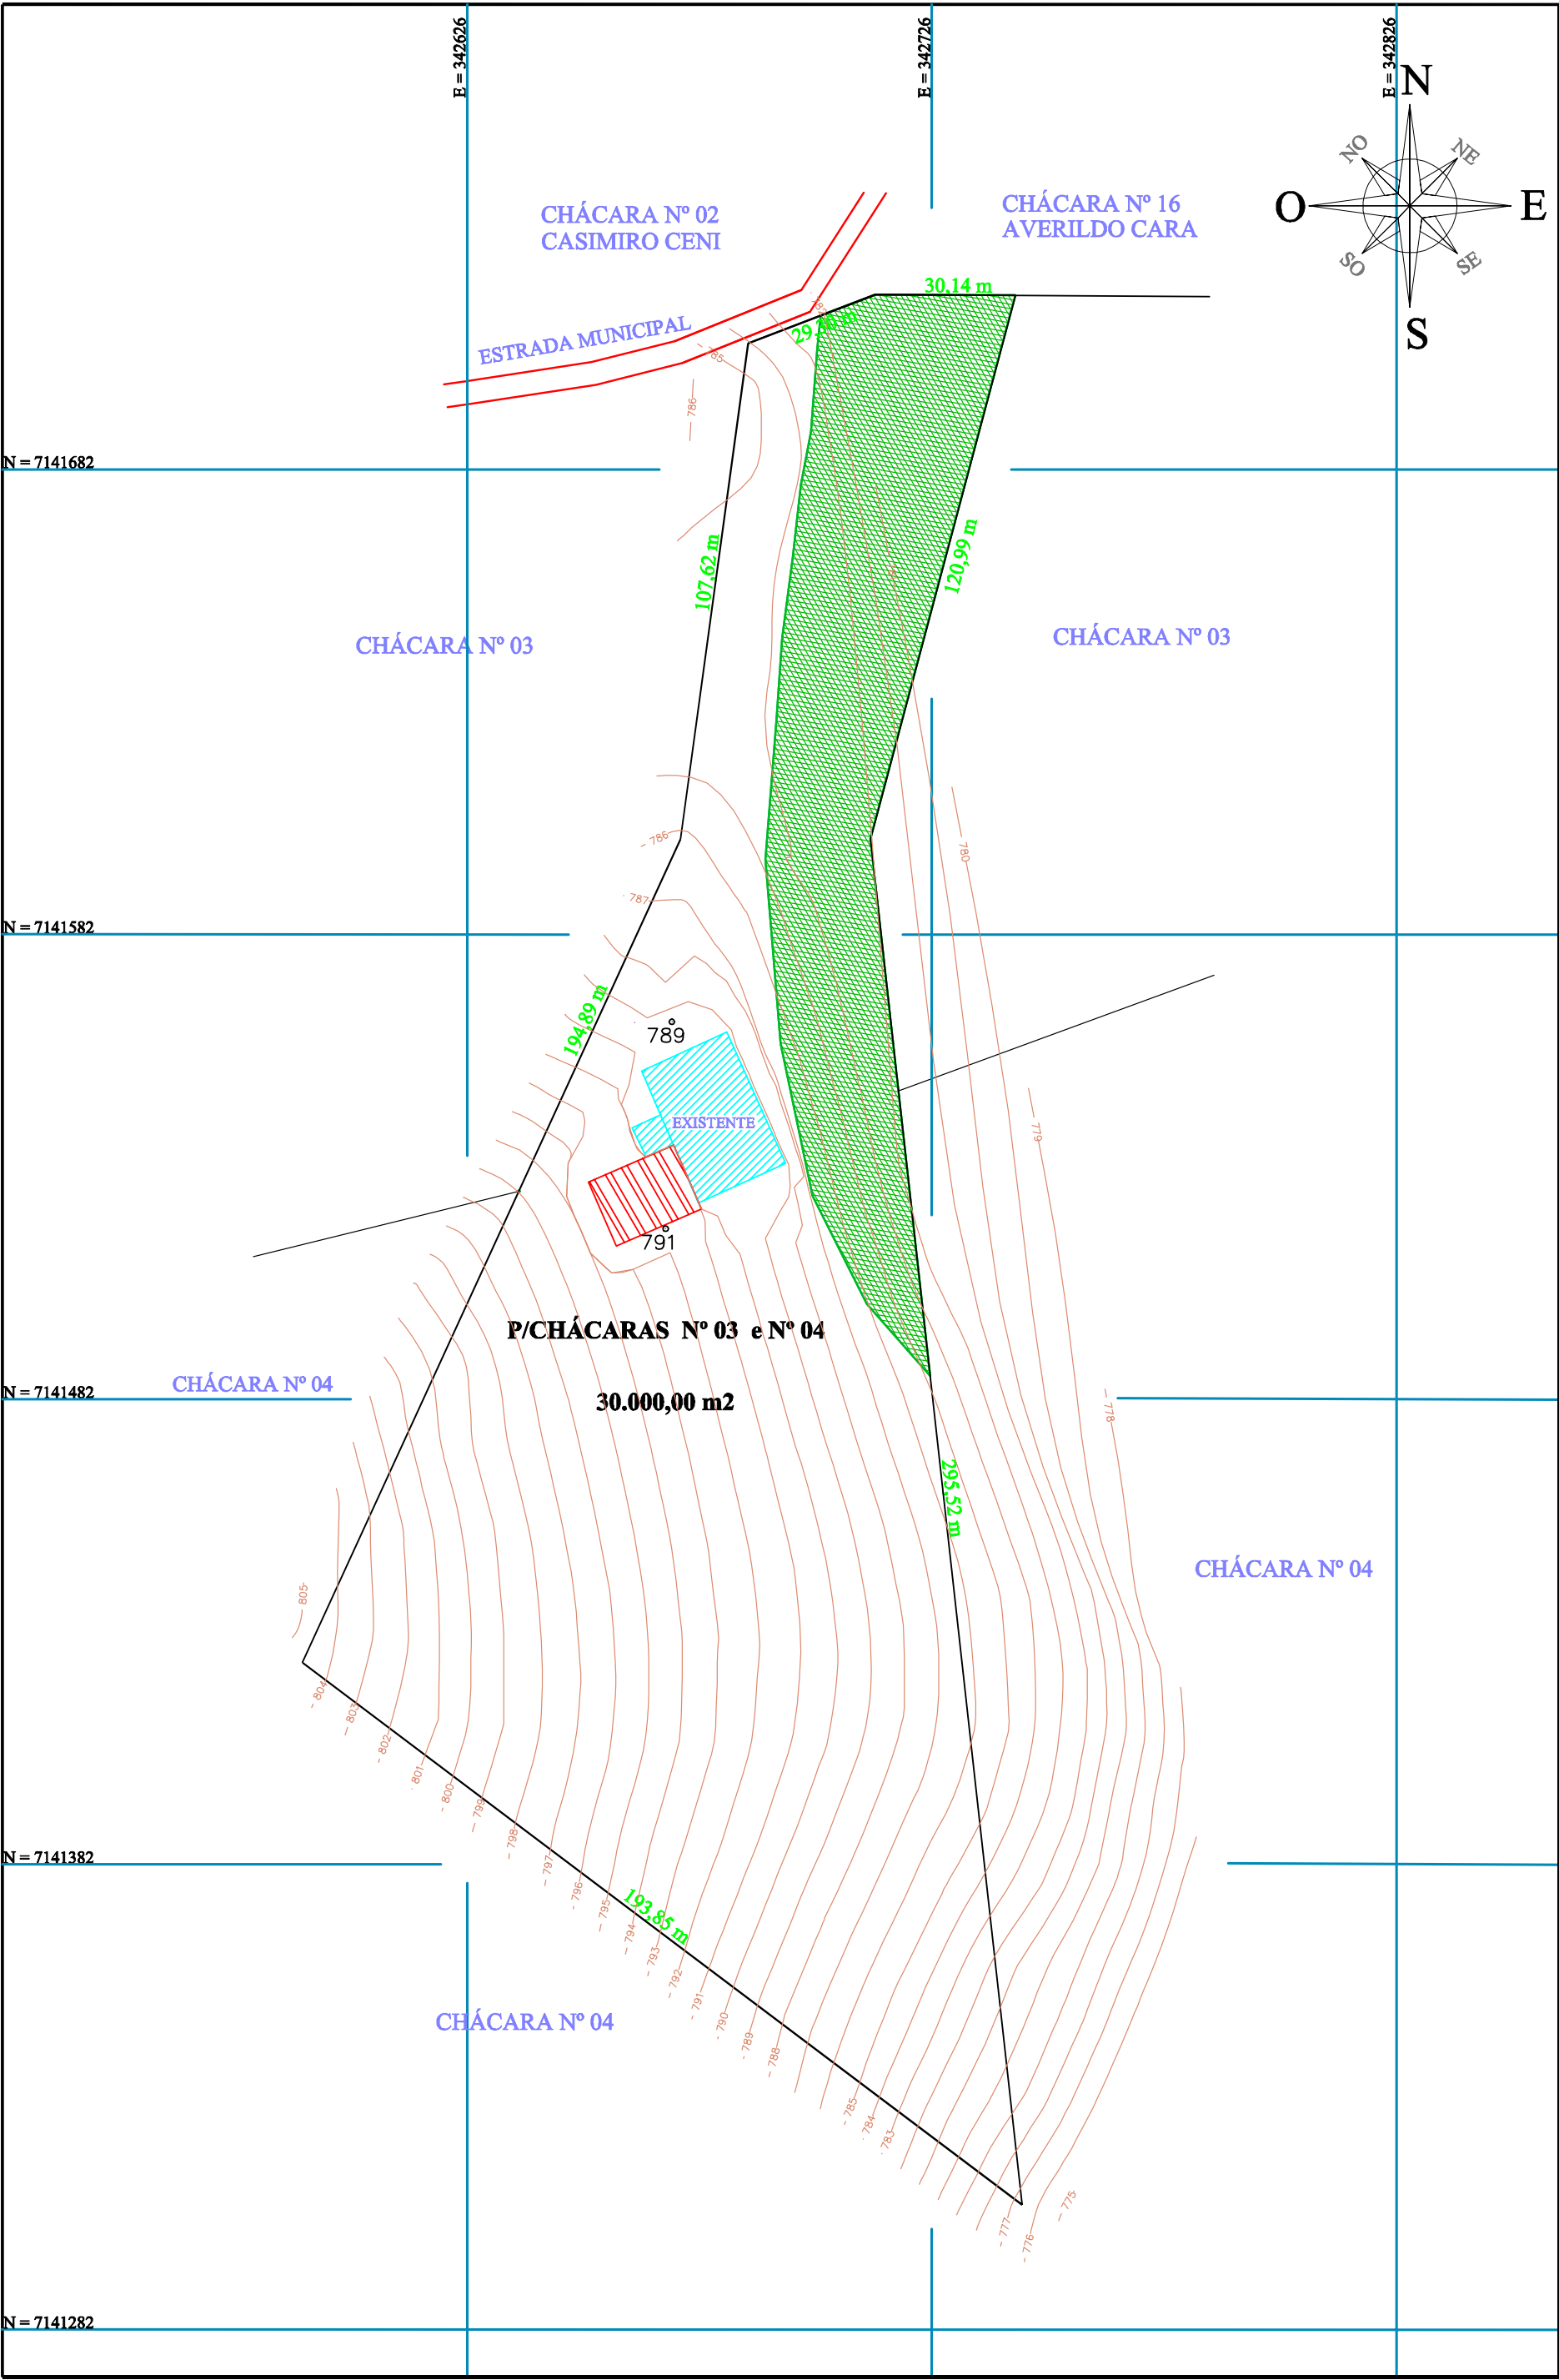 E = 342626
E = 342726
E = 342826
N
NO
NE
O
E
SO
SE
S
CHÁCARA Nº 02
CASIMIRO CENI
CHÁCARA Nº 16
AVERILDO CARA
30,14 m
782
ESTRADA MUNICIPAL
785
786
N = 7141682
107,62 m
120,99 m
CHÁCARA Nº 03
CHÁCARA Nº 03
786
780
787
N = 7141582
194,89 m
789
EXISTENTE
779
791
P/CHÁCARAS Nº 03 e Nº 04
CHÁCARA Nº 04
N = 7141482
30.000,00 m2
778
295,52 m
CHÁCARA Nº 04
805
804
803
802
801
800
799
798
797
796
795
794
793
792
791
790
789
788
785
784
783
777
776
775
N = 7141382
193,85 m
CHÁCARA Nº 04
N = 7141282